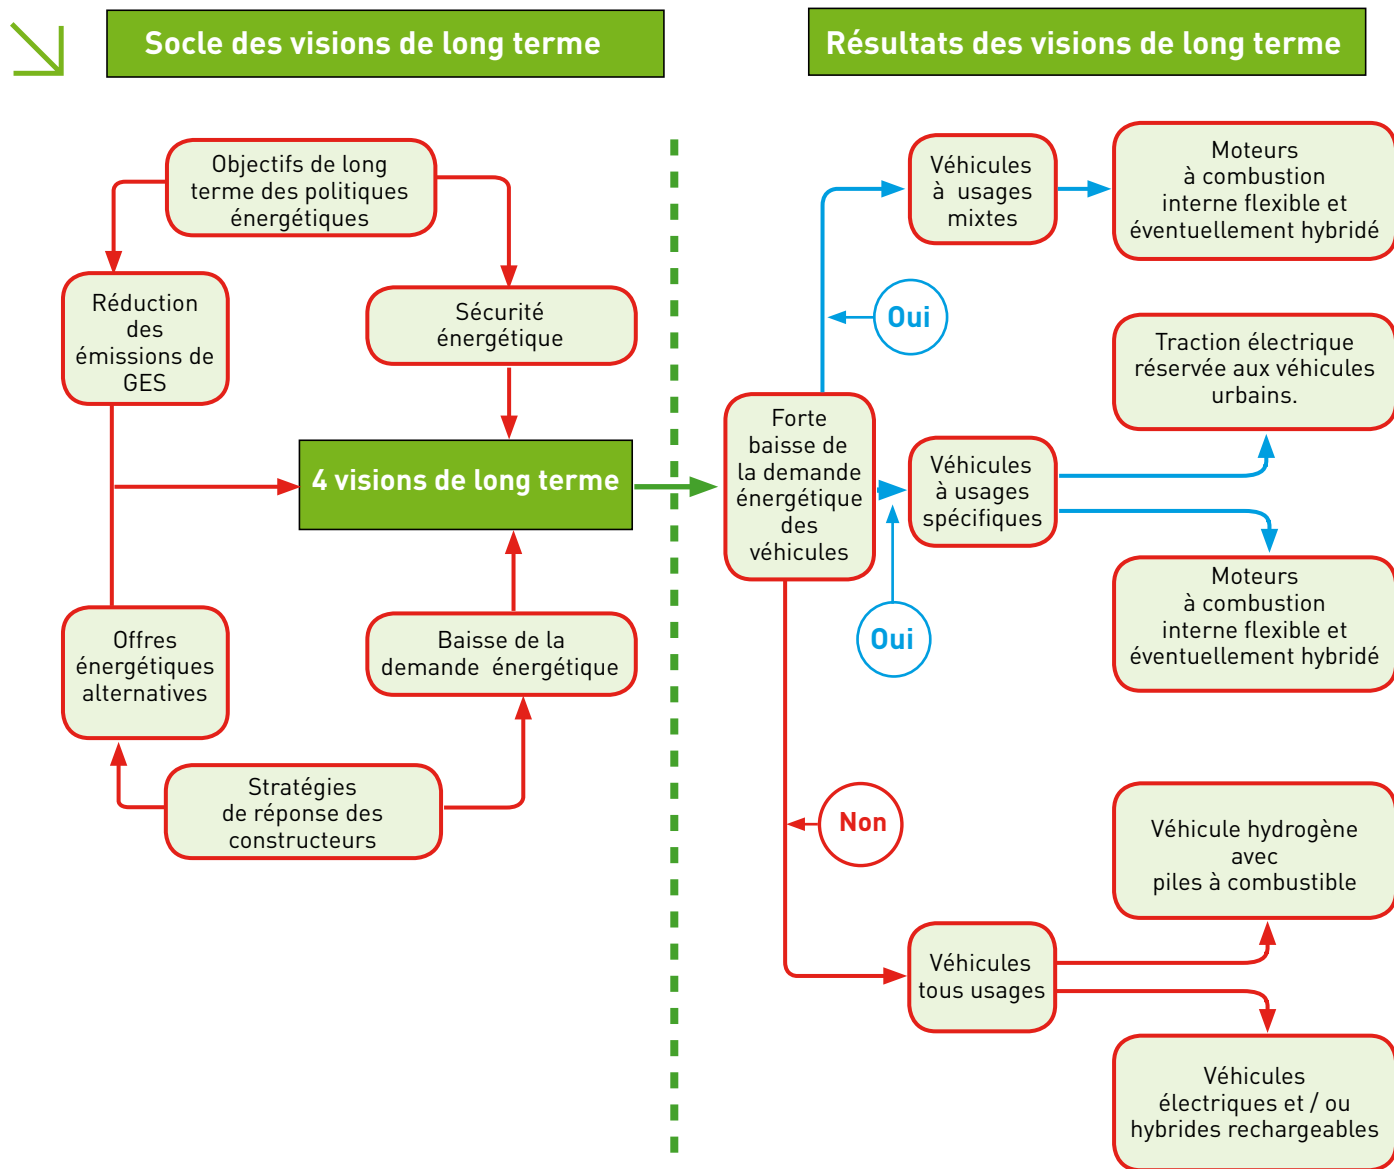 Socle des visions de long terme
Résultats des visions de long terme
Objectifs de long
terme des politiques
énergétiques
Réduction
des
émissions de
GES
Sécurité
énergétique
4 visions de long terme
Offres
énergétiques
alternatives
Baisse de la
demande énergétique
Stratégies
de réponse des
constructeurs
Forte
baisse de
la demande
énergétique
des
véhicules
Oui
Véhicules
à usages
mixtes
Moteurs
à combustion
interne flexible et
éventuellement hybridé
Oui
Véhicules
à usages
spécifiques
Traction électrique
réservée aux véhicules
urbains.
Moteurs
à combustion
interne flexible et
éventuellement hybridé
Non
Véhicules
tous usages
Véhicule hydrogène
avec
piles à combustible
Véhicules
électriques et / ou
hybrides rechargeables